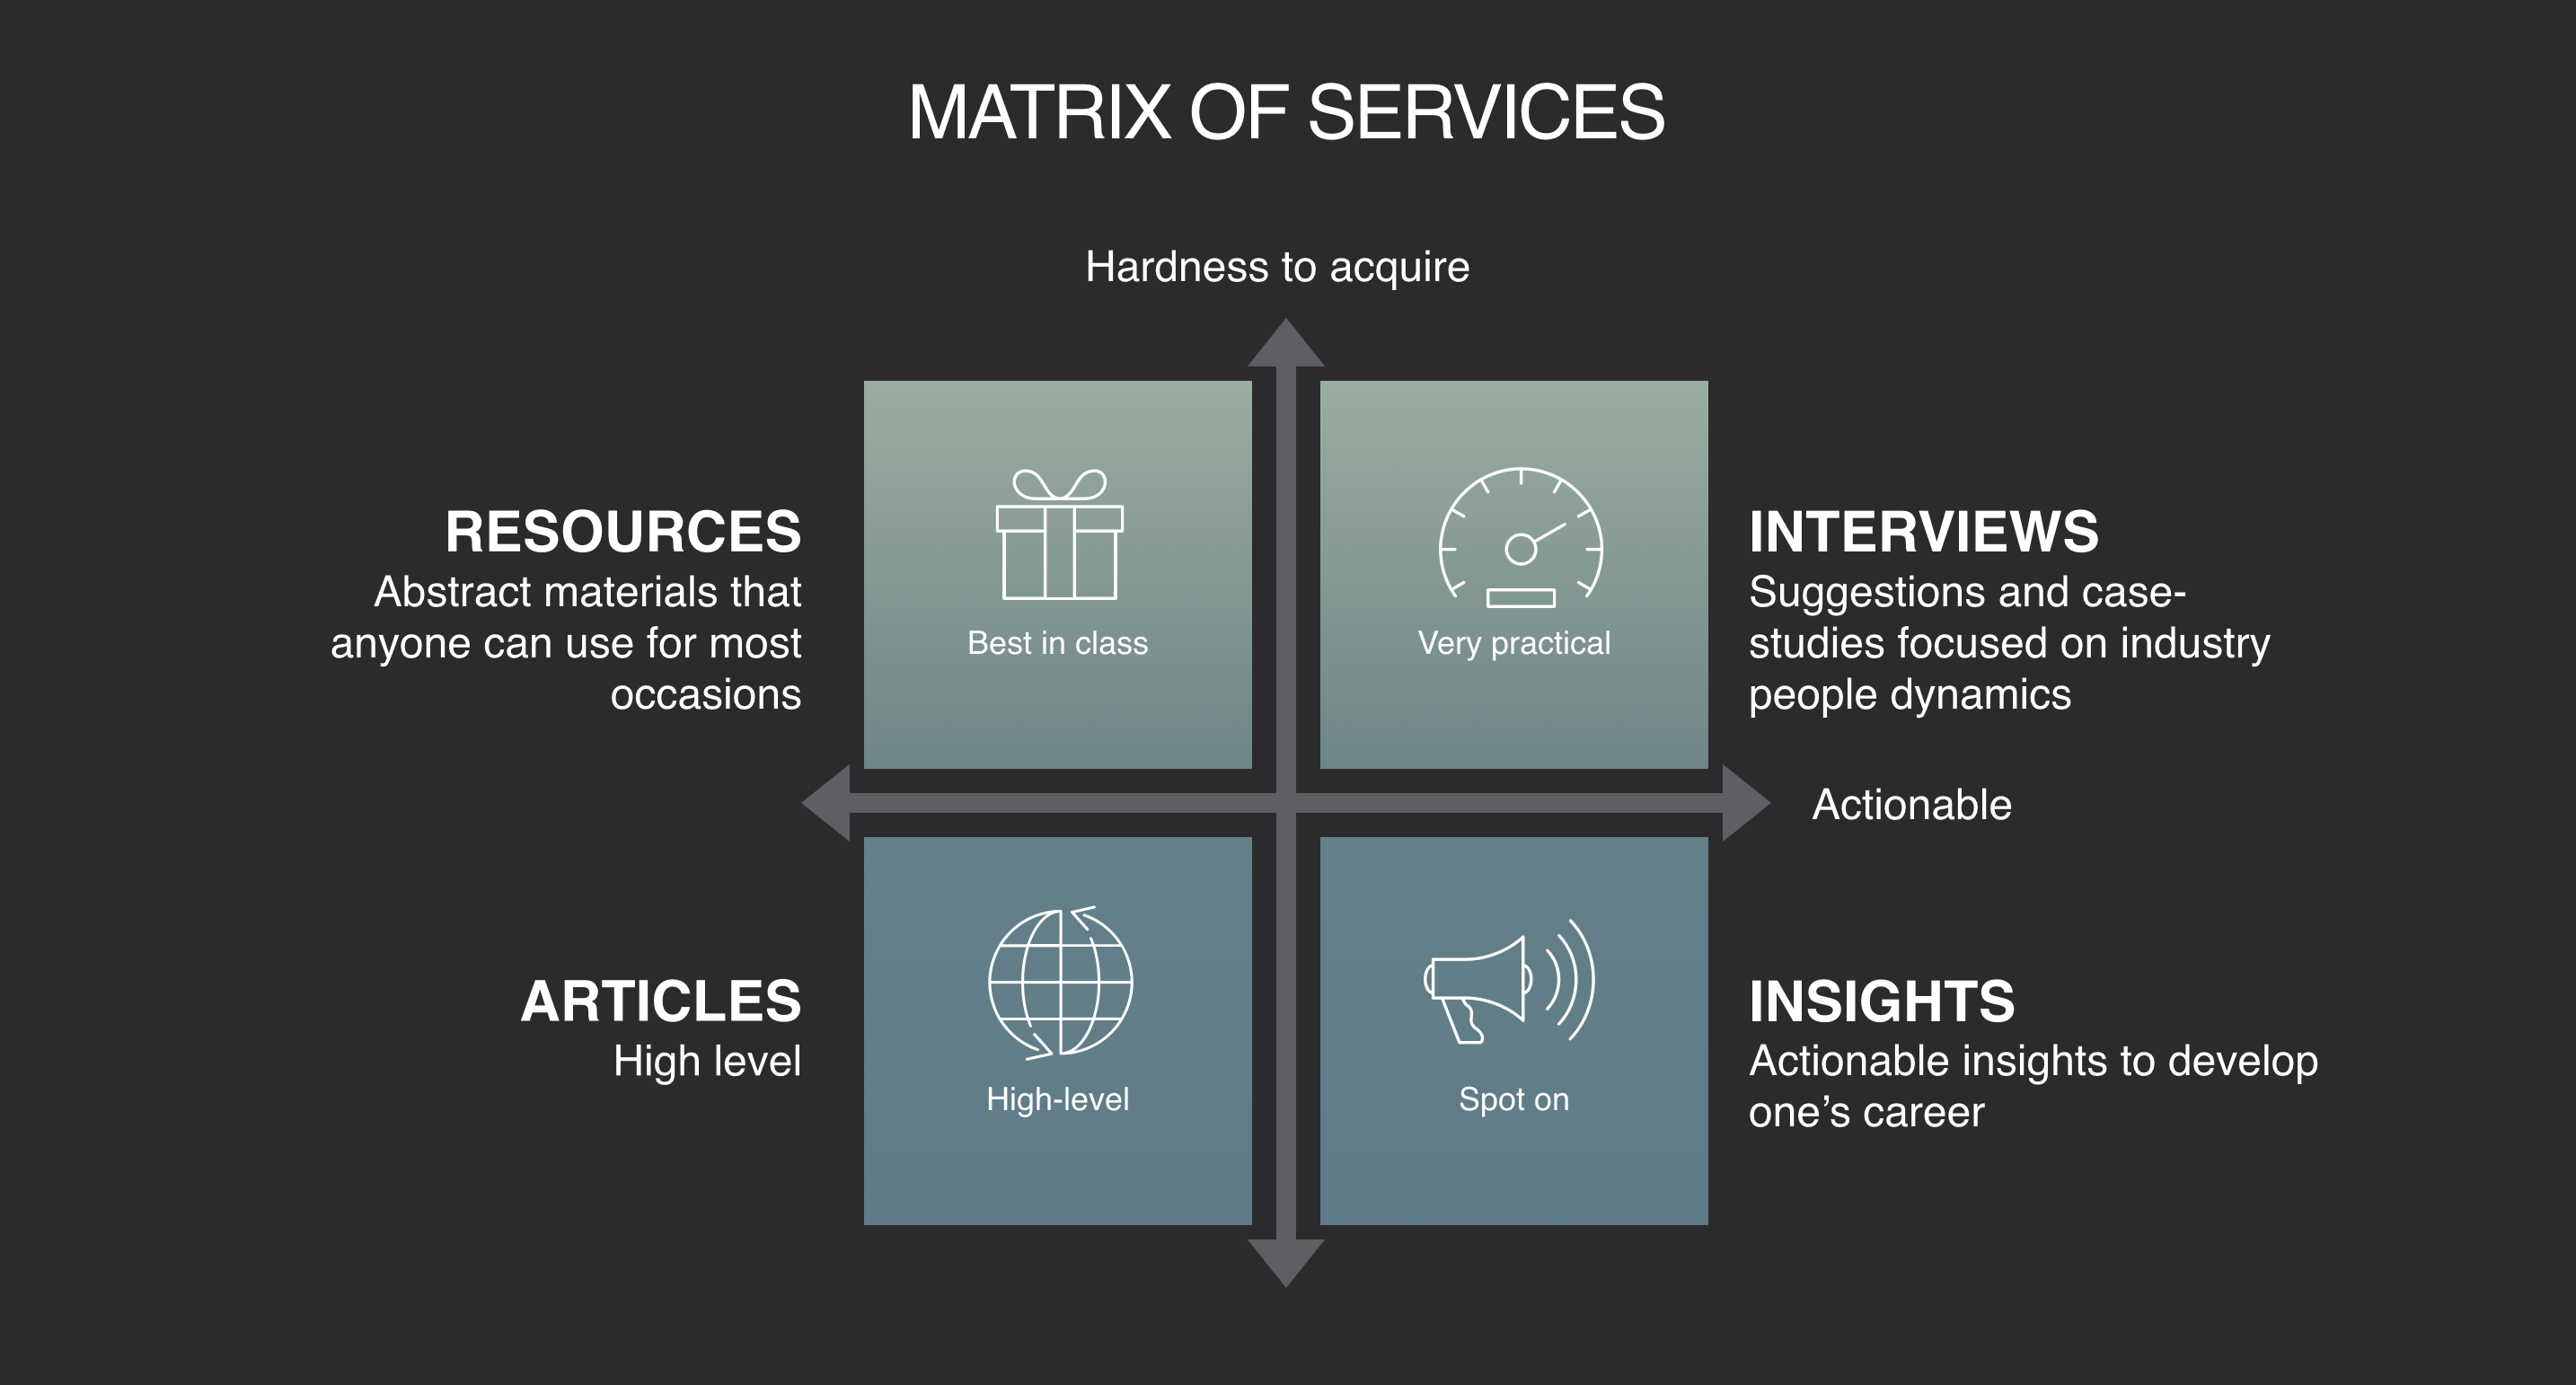 MATRIX OF SERVICES
Hardness to acquire
RESOURCES
Abstract materials that
anyone can use for most
occasions
Best in class
Very practical
INTERVIEWS
Suggestions and case-
studies focused on industry
people dynamics
Actionable
ARTICLES
High level
High-level
Spot on
INSIGHTS
Actionable insights to develop
one’s career